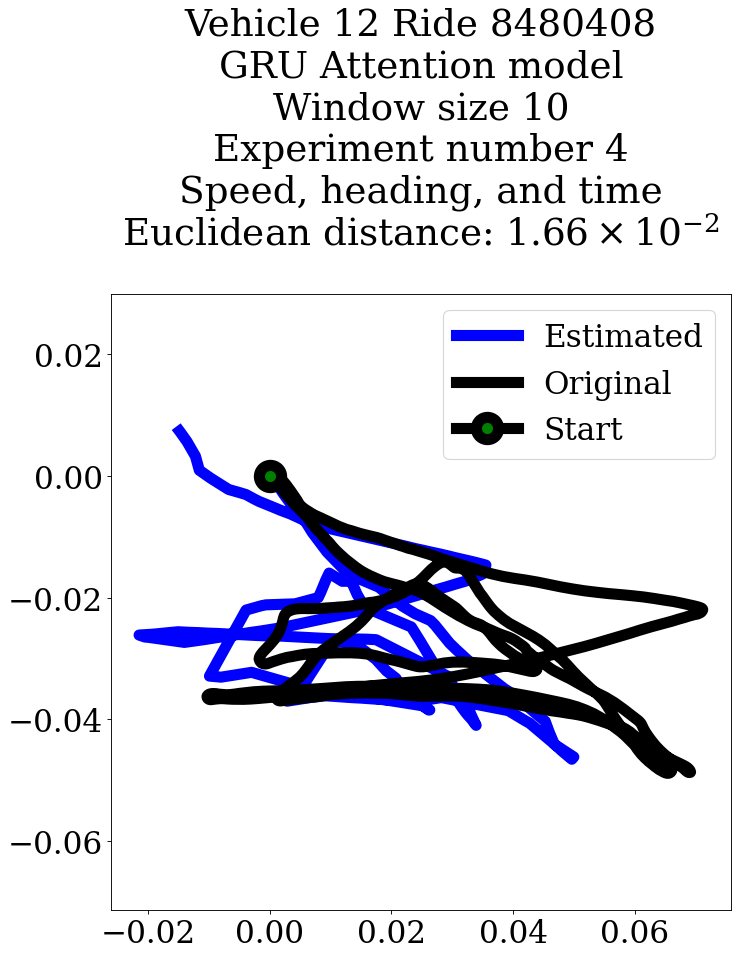 Vehicle 12 Ride 8480408
GRU Attention model
Window size 10
Experiment number 4
Speed, heading, and time
Euclidean distance: 1.66 × 10⁻²
Estimated
Original
Start
0.02
0.00
−0.02
−0.04
−0.06
−0.02 0.00 0.02 0.04 0.06